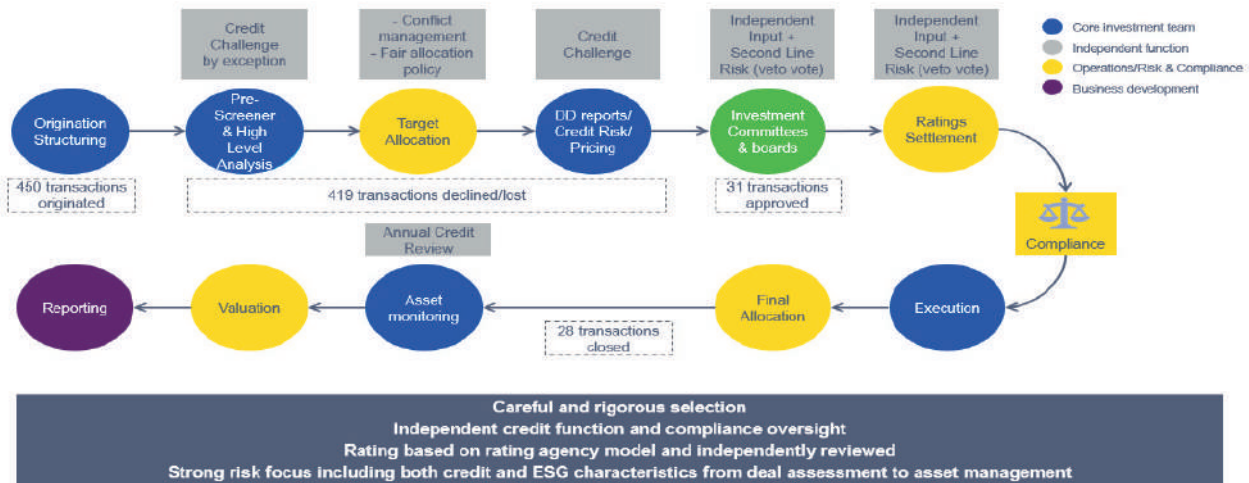 Credit
Challenge
by exception
- Conflict
management
- Fair allocation
policy
Credit
Challenge
Independent
Input +
Second Line
Risk (veto vote)
Independent
Input +
Second Line
Risk (veto vote)
Core investment team
Independent function
Operations/Risk & Compliance
Business development
Origination
Structuring
Pre-
Screener
& High
Level
Analysis
Target
Allocation
DD reports/
Credit Risk/
Pricing
Investment
Committees
& boards
Ratings
Settlement
450 transactions
originated
419 transactions declined/lost
31 transactions
approved
Compliance
Annual Credit
Review
Reporting
Valuation
Asset
monitoring
Final
Allocation
Execution
28 transactions
closed
Careful and rigorous selection
Independent credit function and compliance oversight
Rating based on rating agency model and independently reviewed
Strong risk focus including both credit and ESG characteristics from deal assessment to asset management